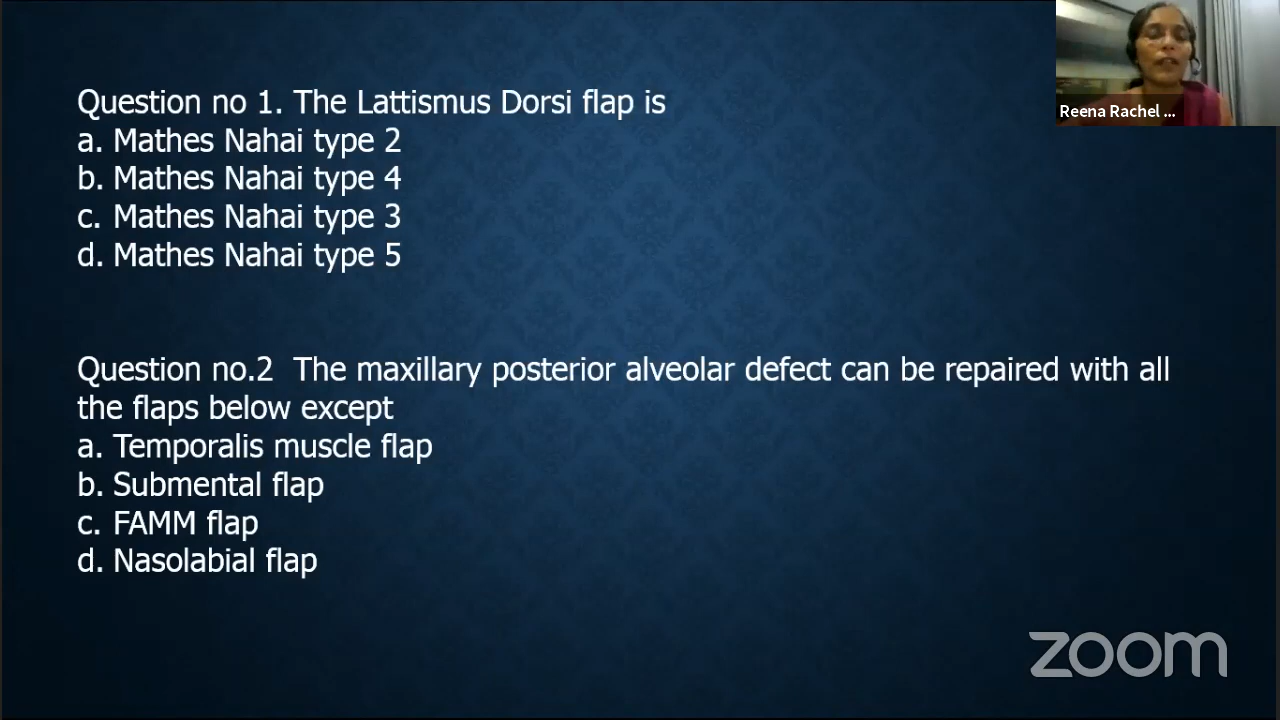 Question no 1. The Lattismus Dorsi flap is
a. Mathes Nahai type 2
b. Mathes Nahai type 4
c. Mathes Nahai type 3
d. Mathes Nahai type 5
Question no.2  The maxillary posterior alveolar defect can be repaired with all
the flaps below except
a. Temporalis muscle flap
b. Submental flap
c. FAMM flap
d. Nasolabial flap
Reena Rachel ...
zoom